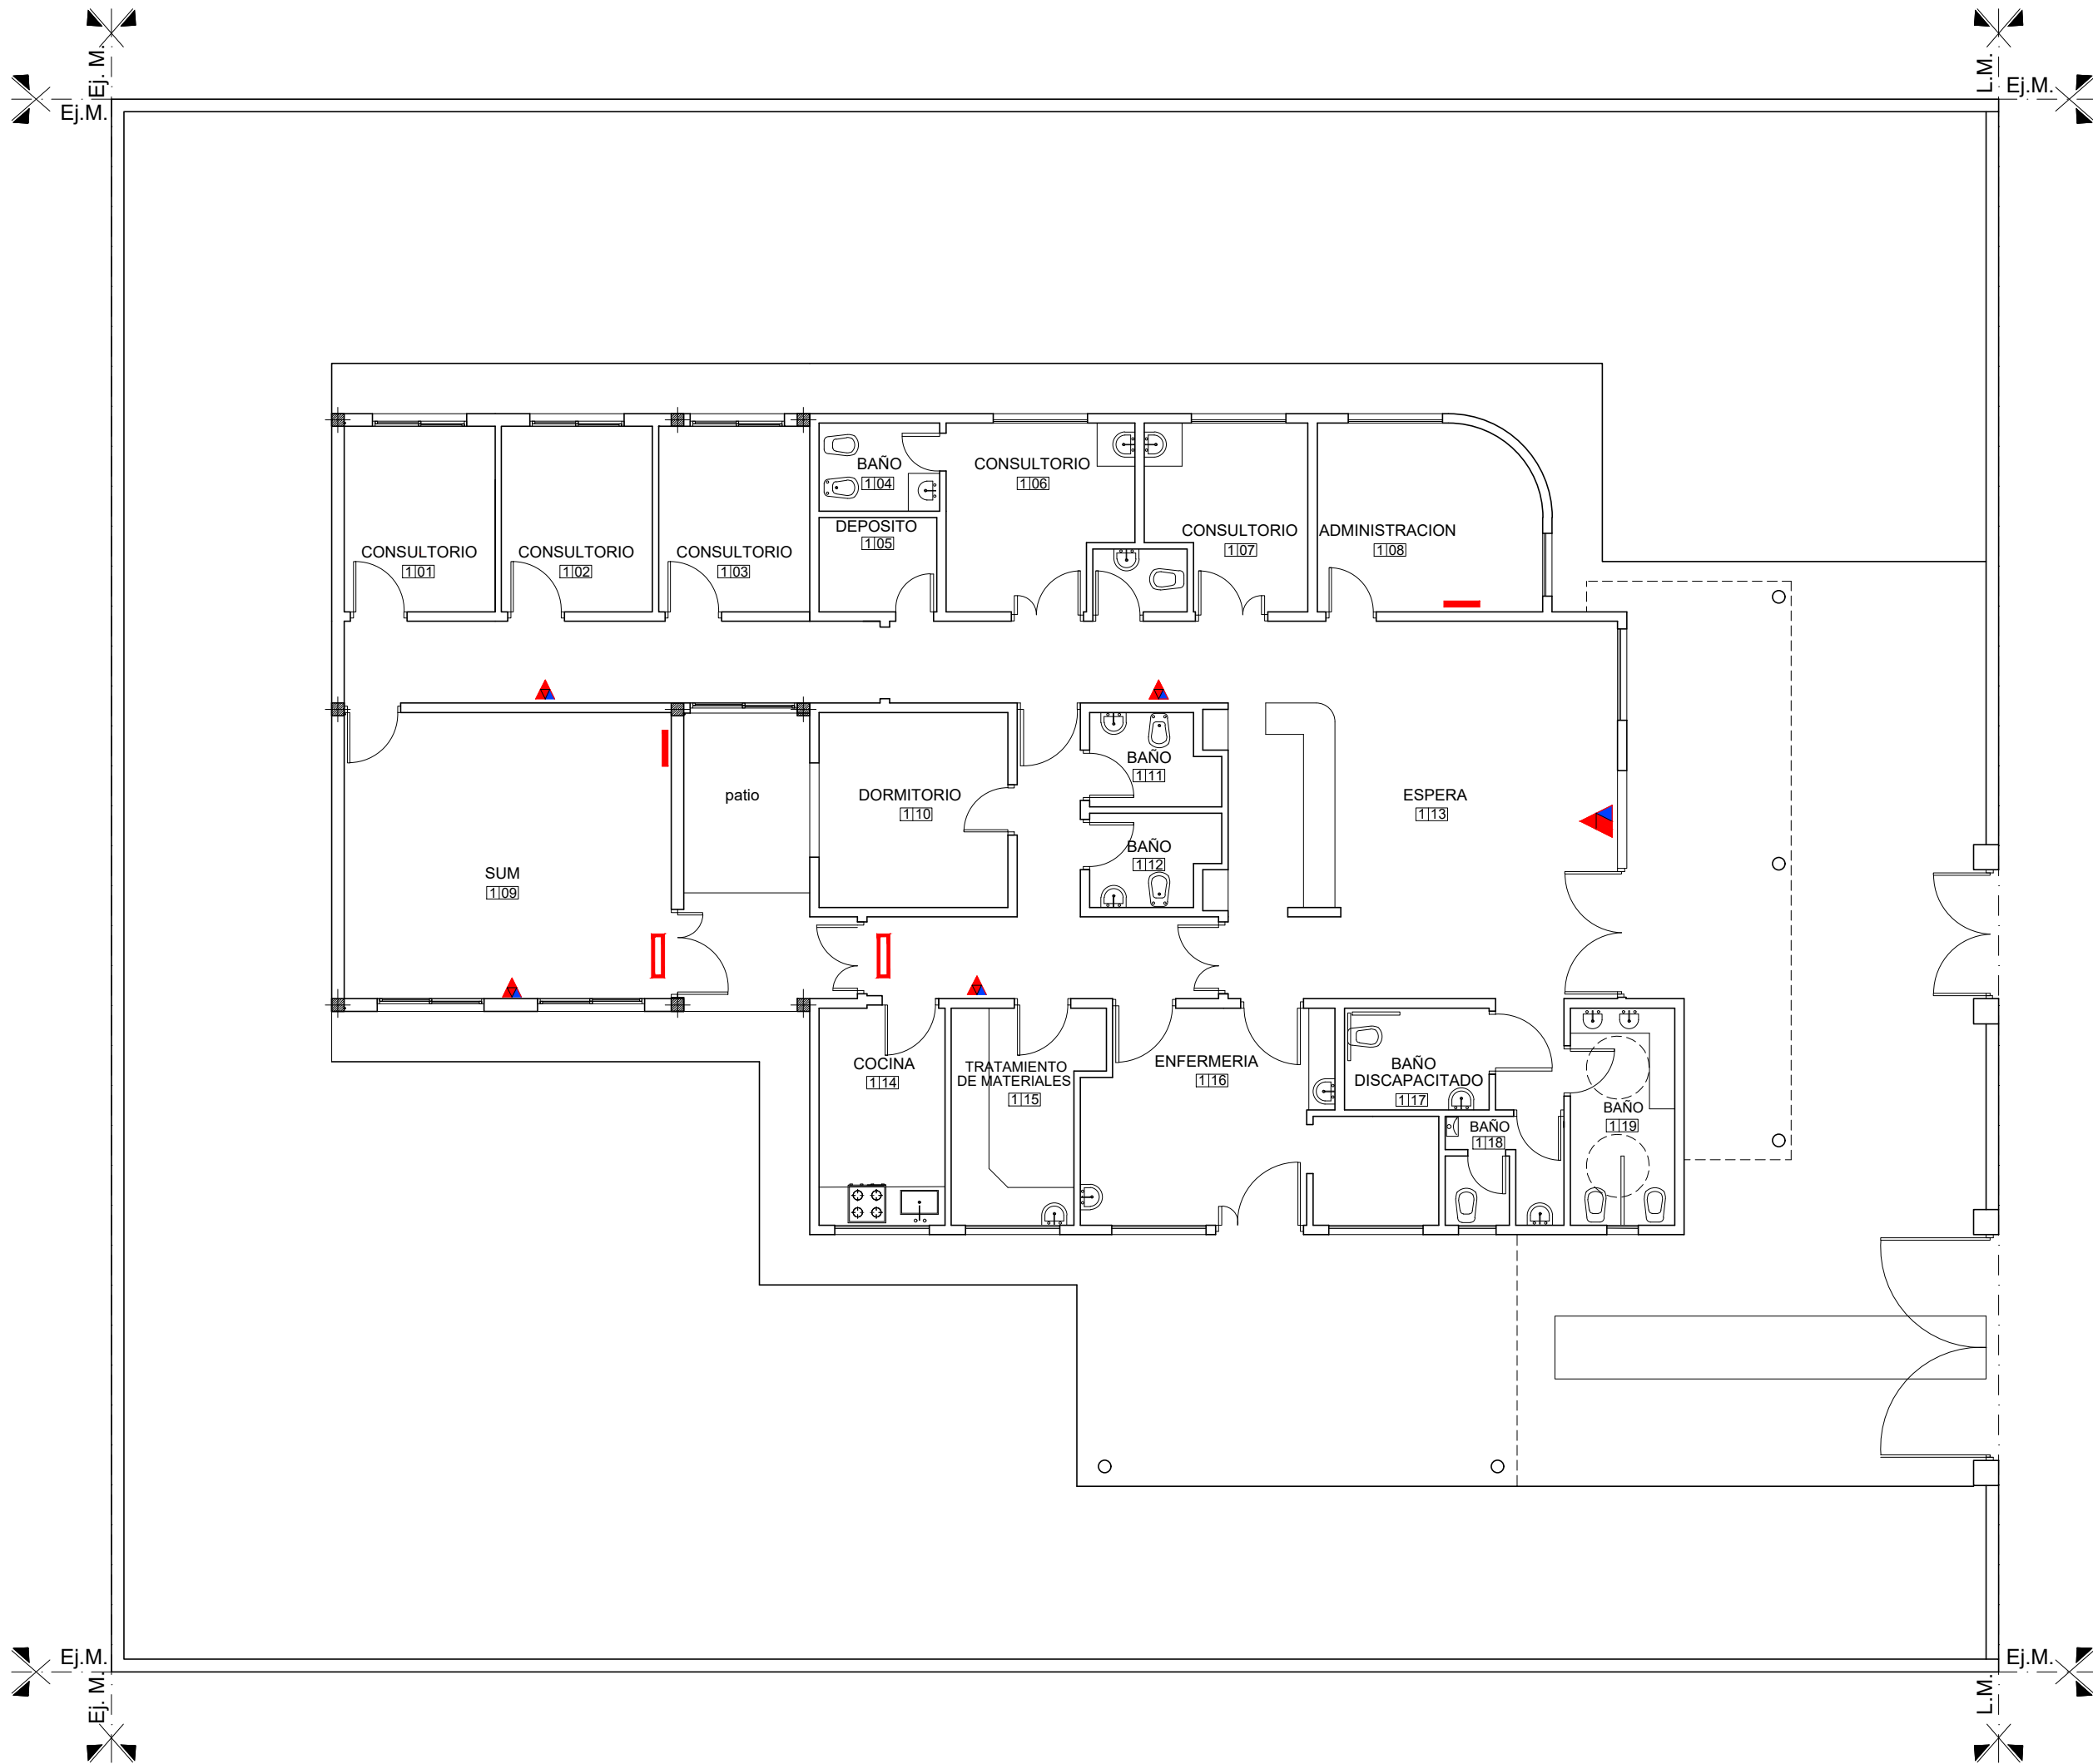 Ej. M.
L.M.
Ej.M.
Ej.M.
BAÑO
1 04
CONSULTORIO
1 06
DEPOSITO
1 05
CONSULTORIO
1 07
ADMINISTRACION
1 08
CONSULTORIO
1 01
CONSULTORIO
1 02
CONSULTORIO
1 03
BAÑO
1 11
patio
DORMITORIO
1 10
ESPERA
1 13
BAÑO
1 12
SUM
1 09
COCINA
1 14
TRATAMIENTO
DE MATERIALES
1 15
ENFERMERIA
1 16
BAÑO
DISCAPACITADO
1 17
BAÑO
1 18
BAÑO
1 19
Ej.M.
Ej.M.
Ej. M.
L.M.